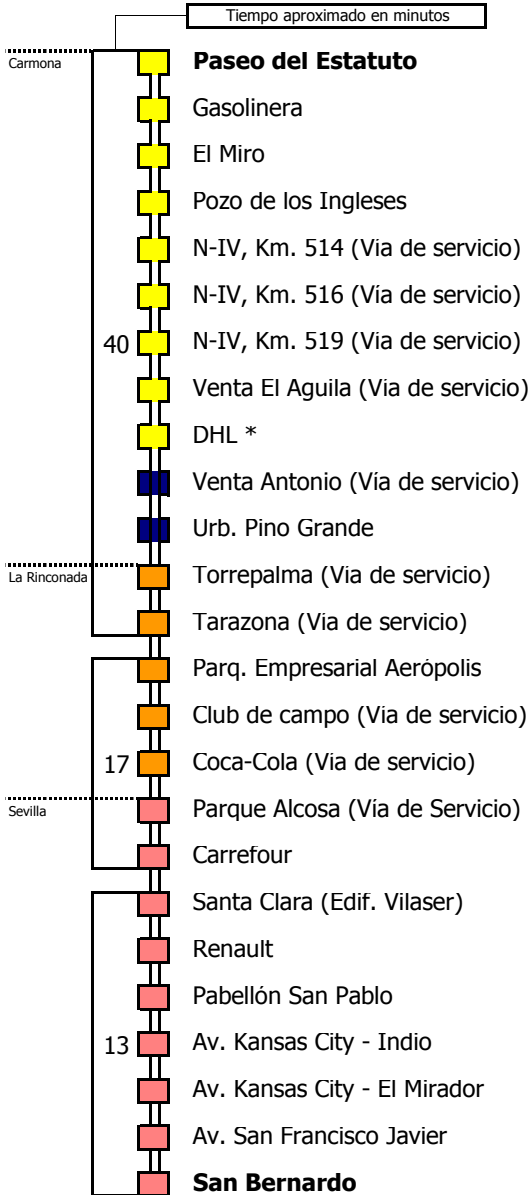 Tiempo aproximado en minutos
Carmona
Paseo del Estatuto
Gasolinera
El Miro
Pozo de los Ingleses
N-IV, Km. 514 (Via de servicio)
N-IV, Km. 516 (Vía de servicio)
40 N-IV, Km. 519 (Via de servicio)
Venta El Aguila (Via de servicio)
DHL *
Venta Antonio (Vía de servicio)
Urb. Pino Grande
La Rinconada Torrepalma (Via de servicio)
Tarazona (Via de servicio)
Parq. Empresarial Aerópolis
Club de campo (Via de servicio)
17 Coca-Cola (Via de servicio)
Sevilla Parque Alcosa (Vía de Servicio)
Carrefour
Santa Clara (Edif. Vilaser)
Renault
Pabellón San Pablo
13 Av. Kansas City - Indio
Av. Kansas City - El Mirador
Av. San Francisco Javier
San Bernardo